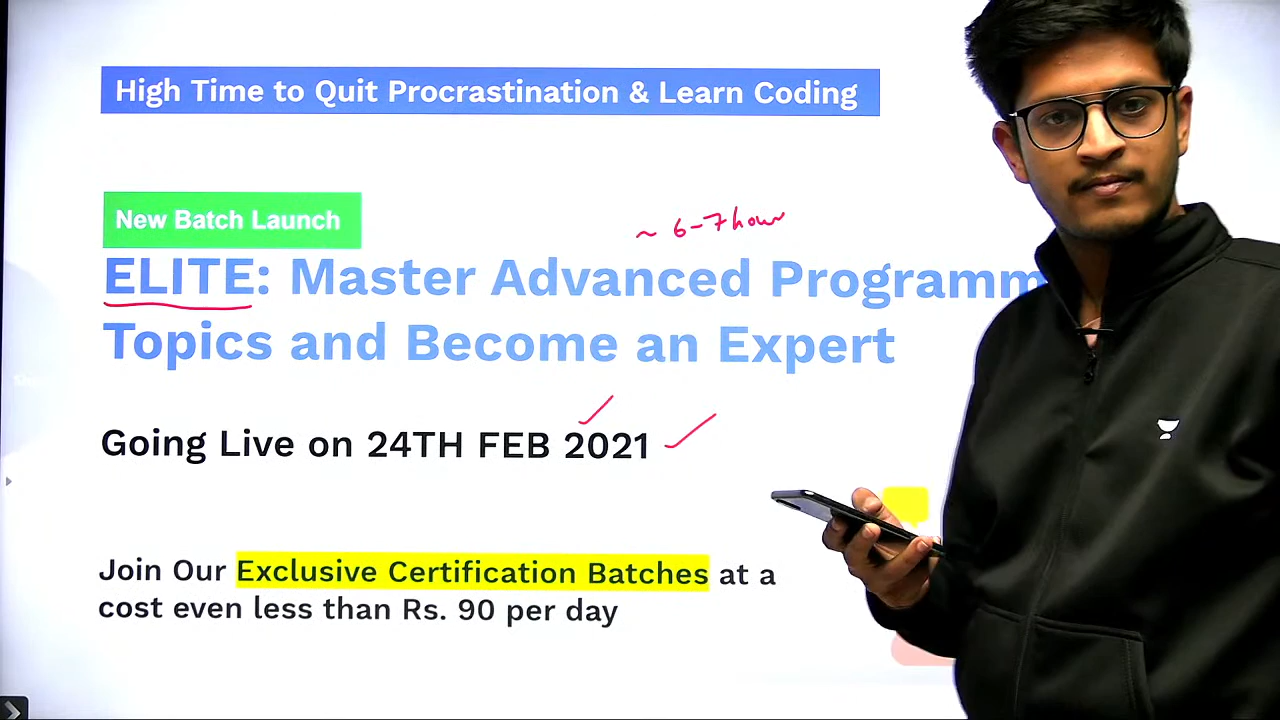 High Time to Quit Procrastination & Learn Coding
New Batch Launch
~ 6-7 hour
ELITE: Master Advanced Programm
Topics and Become an Expert
Going Live on 24TH FEB 2021
Join Our Exclusive Certification Batches at a
cost even less than Rs. 90 per day